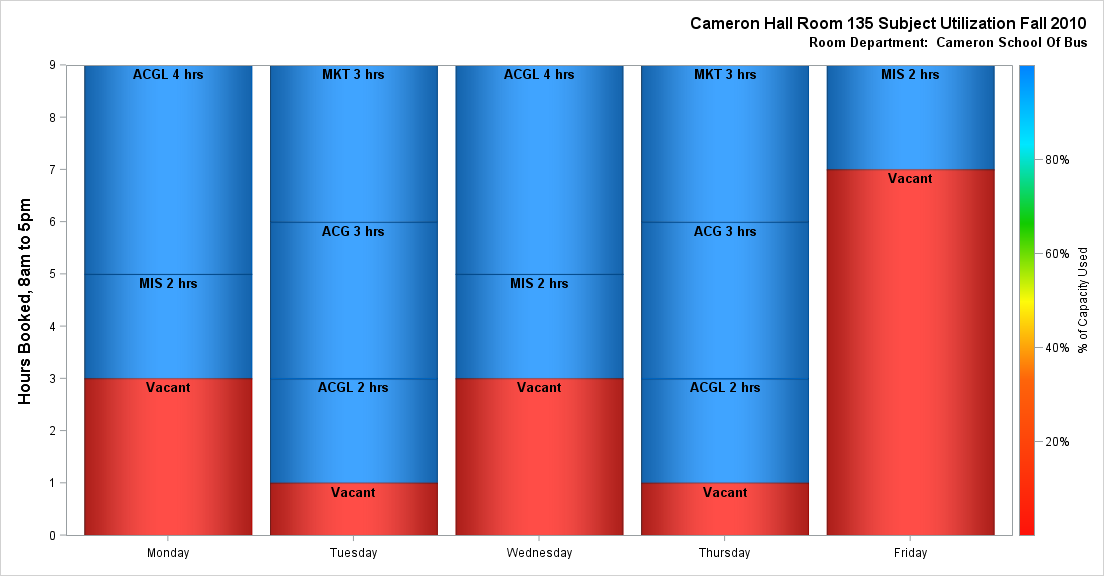 Cameron Hall Room 135 Subject Utilization Fall 2010
Room Department:  Cameron School Of Bus
Hours Booked, 8am to 5pm
9
8
7
6
5
4
3
2
1
0
ACGL 4 hrs
MIS 2 hrs
Vacant
MKT 3 hrs
ACG 3 hrs
ACGL 2 hrs
Vacant
ACGL 4 hrs
MIS 2 hrs
Vacant
MKT 3 hrs
ACG 3 hrs
ACGL 2 hrs
Vacant
MIS 2 hrs
Vacant
Monday
Tuesday
Wednesday
Thursday
Friday
80%
60%
40%
20%
% of Capacity Used